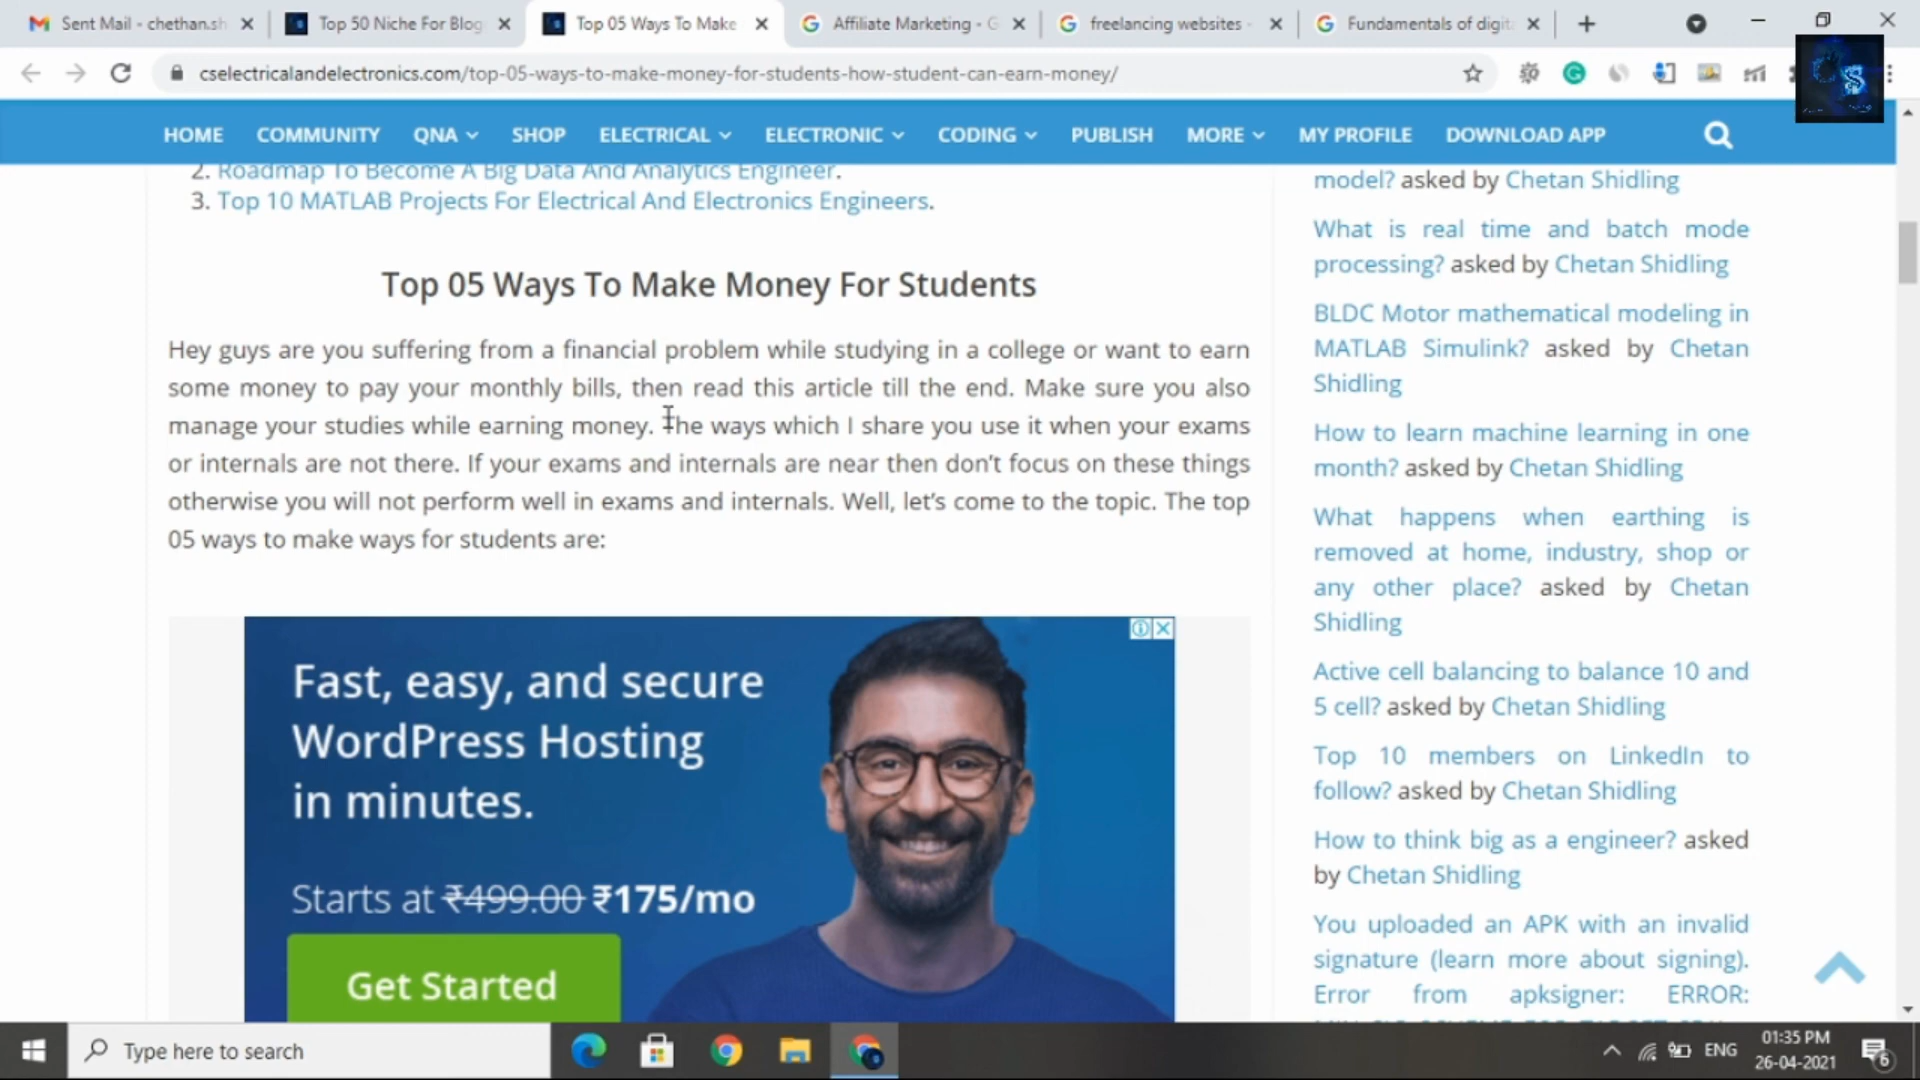 Sent Mail - chethan.sh
Top 50 Niche For Blog
Top 05 Ways To Make
Affiliate Marketing - G
freelancing websites -
Fundamentals of digit
cselectricalandelectronics.com/top-05-ways-to-make-money-for-students-how-student-can-earn-money/
HOME COMMUNITY QNA SHOP ELECTRICAL ELECTRONIC CODING PUBLISH MORE MY PROFILE DOWNLOAD APP
2. Roadmap To Become A Big Data And Analytics Engineer.
3. Top 10 MATLAB Projects For Electrical And Electronics Engineers.
Top 05 Ways To Make Money For Students
Hey guys are you suffering from a financial problem while studying in a college or want to earn
some money to pay your monthly bills, then read this article till the end. Make sure you also
manage your studies while earning money. The ways which I share you use it when your exams
or internals are not there. If your exams and internals are near then don't focus on these things
otherwise you will not perform well in exams and internals. Well, let's come to the topic. The top
05 ways to make ways for students are:
Fast, easy, and secure
WordPress Hosting
in minutes.
Starts at ₹499.00 ₹175/mo
Get Started
model? asked by Chetan Shidling
What is real time and batch mode
processing? asked by Chetan Shidling
BLDC Motor mathematical modeling in
MATLAB Simulink? asked by Chetan
Shidling
How to learn machine learning in one
month? asked by Chetan Shidling
What happens when earthing is
removed at home, industry, shop or
any other place? asked by Chetan
Shidling
Active cell balancing to balance 10 and
5 cell? asked by Chetan Shidling
Top 10 members on LinkedIn to
follow? asked by Chetan Shidling
How to think big as a engineer? asked
by Chetan Shidling
You uploaded an APK with an invalid
signature (learn more about signing).
Error from apksigner: ERROR:
Type here to search
ENG
01:35 PM
26-04-2021
6